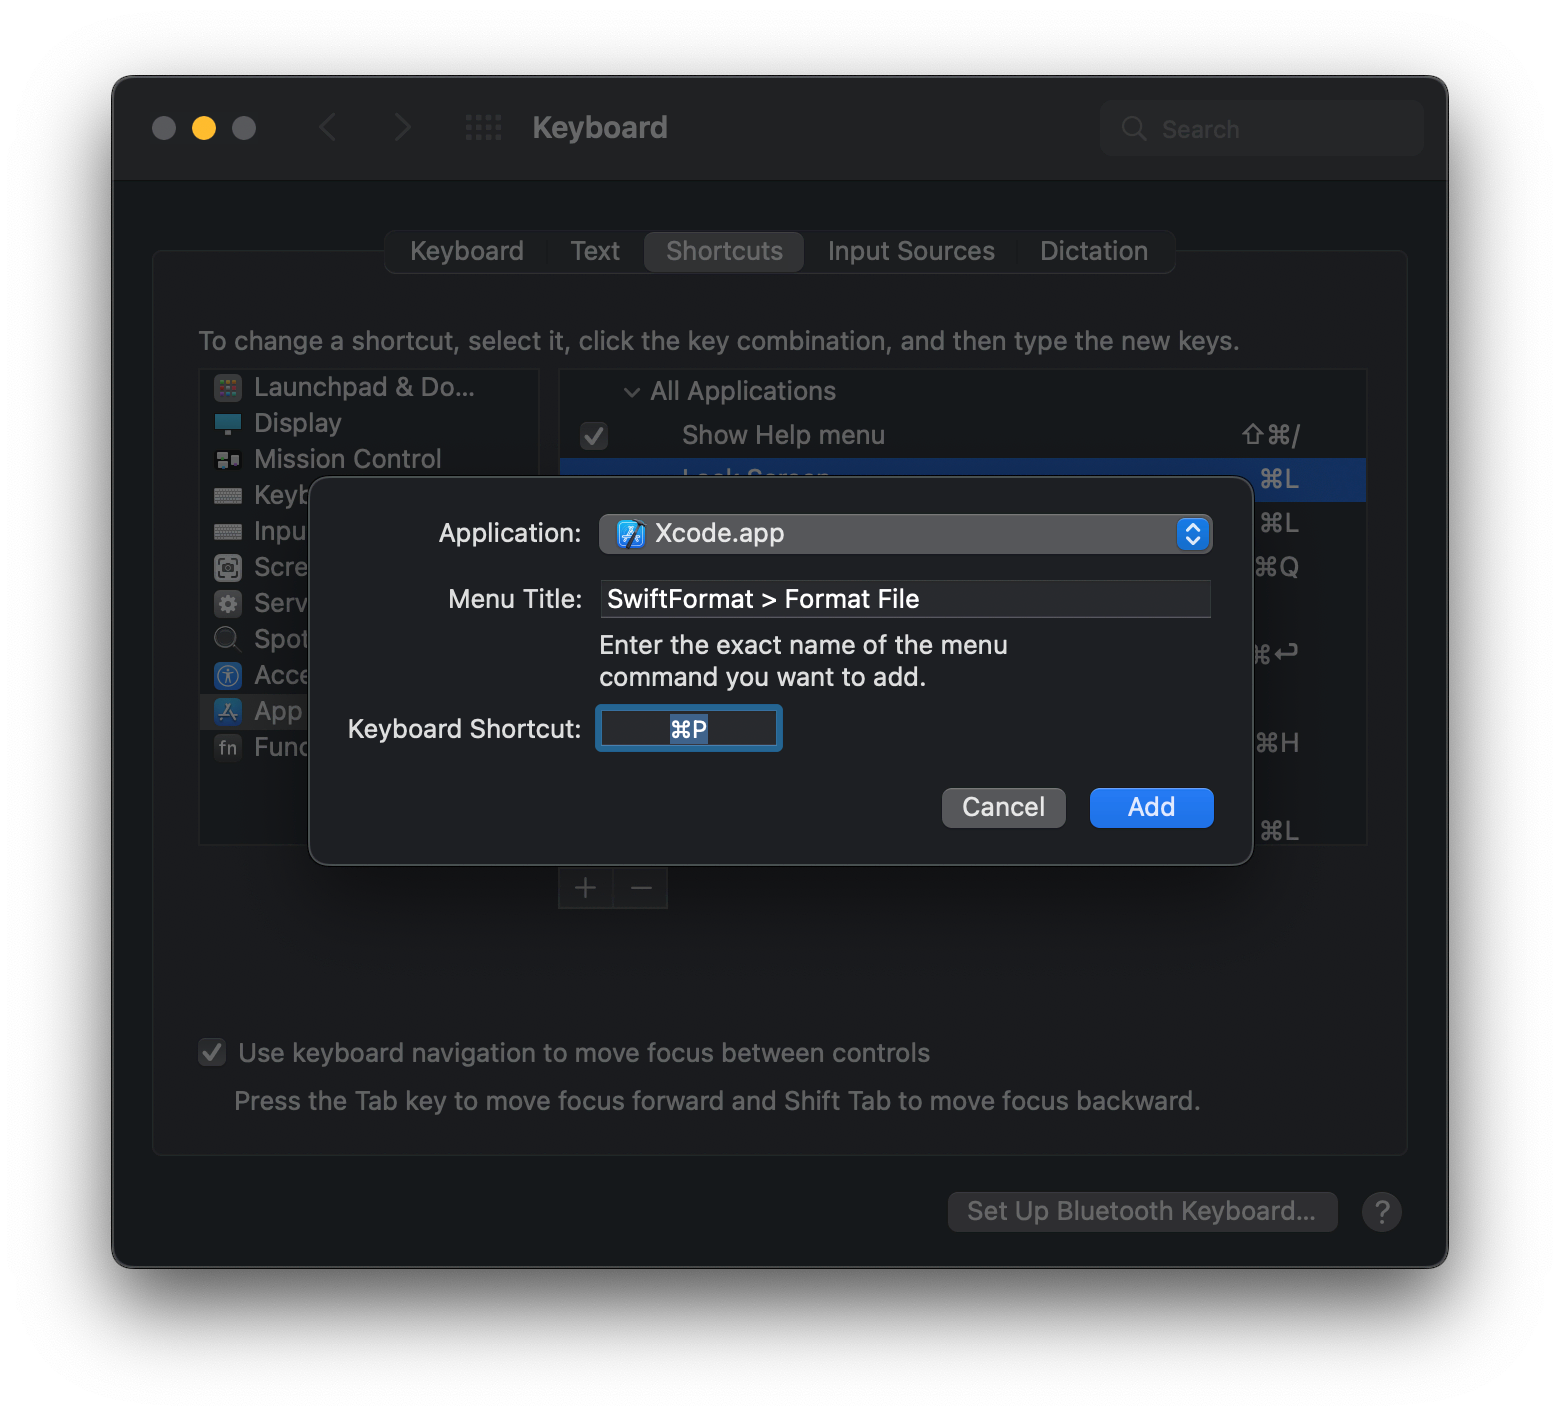 Keyboard
Search
Keyboard Text Shortcuts Input Sources Dictation
To change a shortcut, select it, click the key combination, and then type the new keys.
Launchpad & Do...
Display
Mission Control
Keyb
Inpu
Scre
Serv
Spot
Acce
App
fn Func
All Applications
Show Help menu ⇧⌘/
Lock Screen ⌘L
⌘L
⌘Q
⌘↩
⌘H
⌘L
Application: Xcode.app
Menu Title: SwiftFormat > Format File
Enter the exact name of the menu
command you want to add.
Keyboard Shortcut: ⌘P
Cancel Add
+ −
Use keyboard navigation to move focus between controls
Press the Tab key to move focus forward and Shift Tab to move focus backward.
Set Up Bluetooth Keyboard... ?